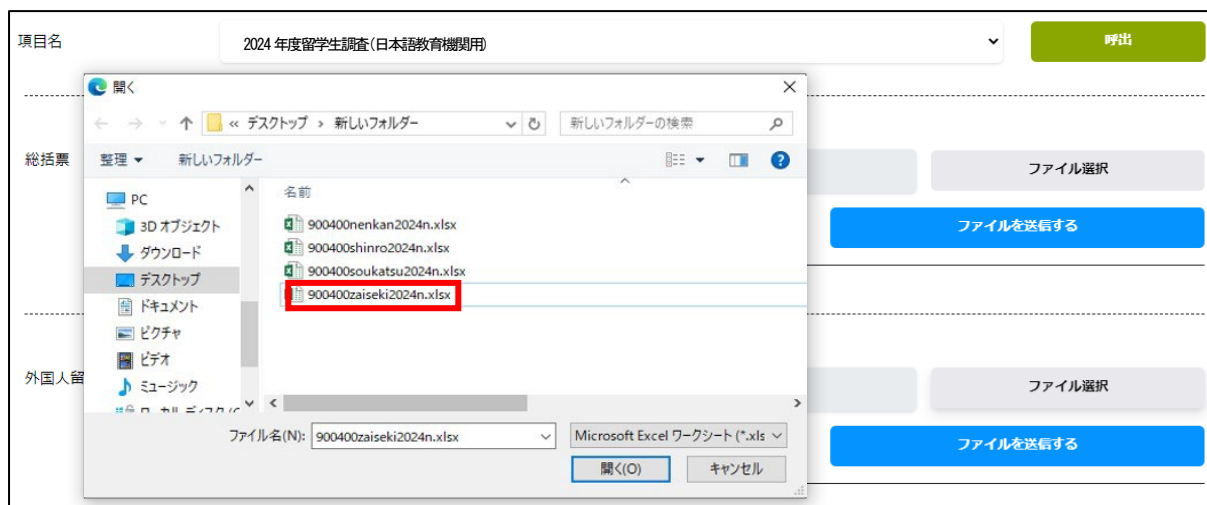 項目名
2024 年度留学生調査(日本語教育機関用)
呼出
開く
« デスクトップ › 新しいフォルダー
新しいフォルダーの検索
整理
新しいフォルダー
総括票
ファイル選択
ファイルを送信する
PC
3D オブジェクト
ダウンロード
デスクトップ
ドキュメント
ピクチャ
ビデオ
ミュージック
名前
900400nenkan2024n.xlsx
900400shinro2024n.xlsx
900400soukatsu2024n.xlsx
900400zaiseki2024n.xlsx
外国人留
ファイル選択
ファイルを送信する
ファイル名(N):
900400zaiseki2024n.xlsx
Microsoft Excel ワークシート (*.xls
開く(O)
キャンセル